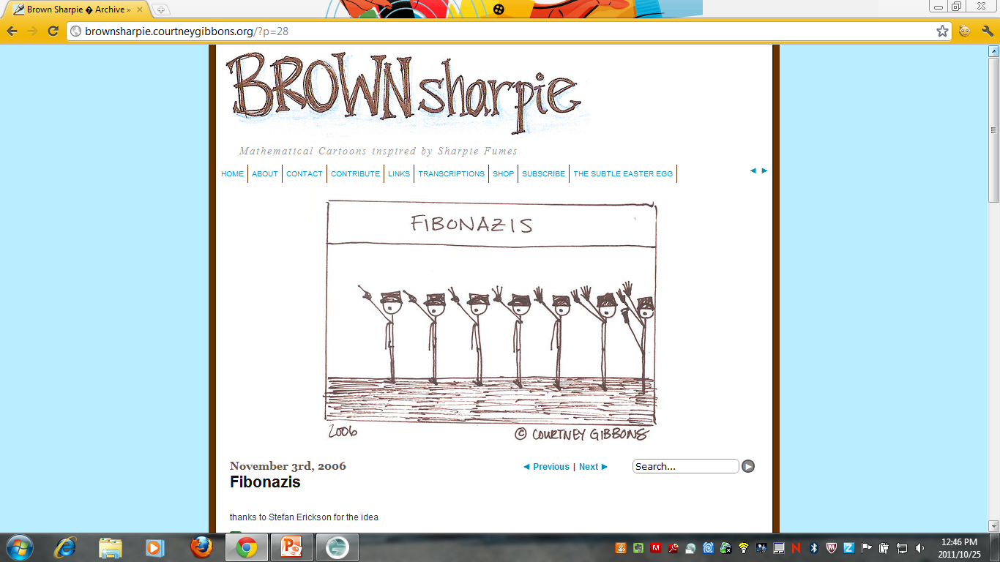 Brown Sharpie � Archive »
brownsharpie.courtneygibbons.org/?p=28
BROWN sharpie
Mathematical Cartoons inspired by Sharpie Fumes
HOME ABOUT CONTACT CONTRIBUTE LINKS TRANSCRIPTIONS SHOP SUBSCRIBE THE SUBTLE EASTER EGG
FIBONAZIS
2006 © COURTNEY GIBBONS
November 3rd, 2006 Previous | Next Search...
Fibonazis
thanks to Stefan Erickson for the idea
12:46 PM
2011/10/25